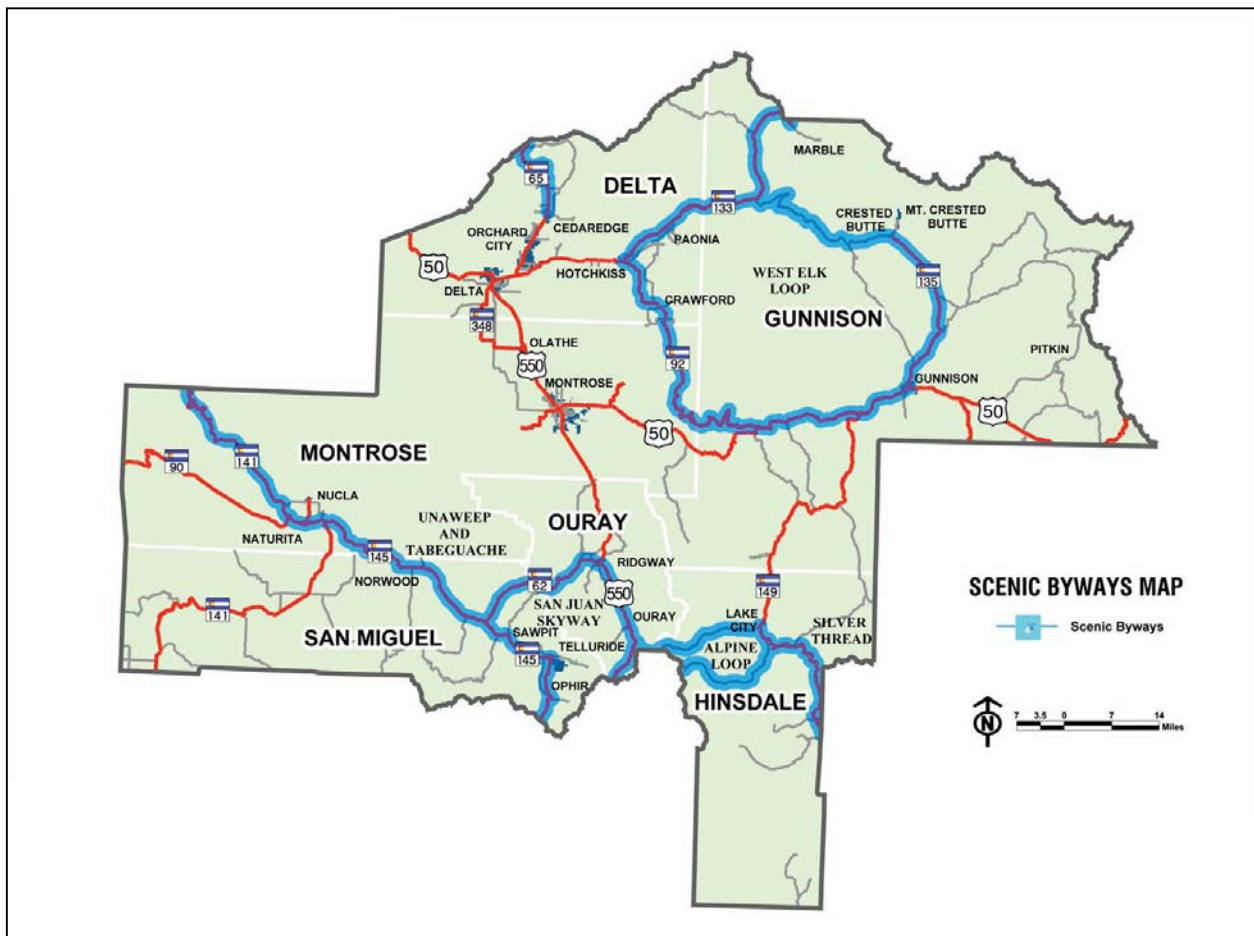 MARBLE
65
DELTA
133
CRESTED
BUTTE
MT. CRESTED
BUTTE
ORCHARD
CITY
CEDAREDGE
PAONIA
50
HOTCHKISS
WEST ELK
LOOP
135
DELTA
CRAWFORD
348
GUNNISON
OLATHE
PITKIN
550
92
MONTROSE
GUNNISON
50
50
MONTROSE
141
90
NUCLA
UNAWEEP
AND
TABEGUACHE
OURAY
NATURITA
145
RIDGWAY
NORWOOD
62
550
SCENIC BYWAYS MAP
149
SAN JUAN
SKYWAY
OURAY
LAKE
CITY
SILVER
THREAD
Scenic Byways
141
SAN MIGUEL
SAWPIT
TELLURIDE
ALPINE
LOOP
145
OPHIR
HINSDALE
N
7 3.5 0 7 14
Miles